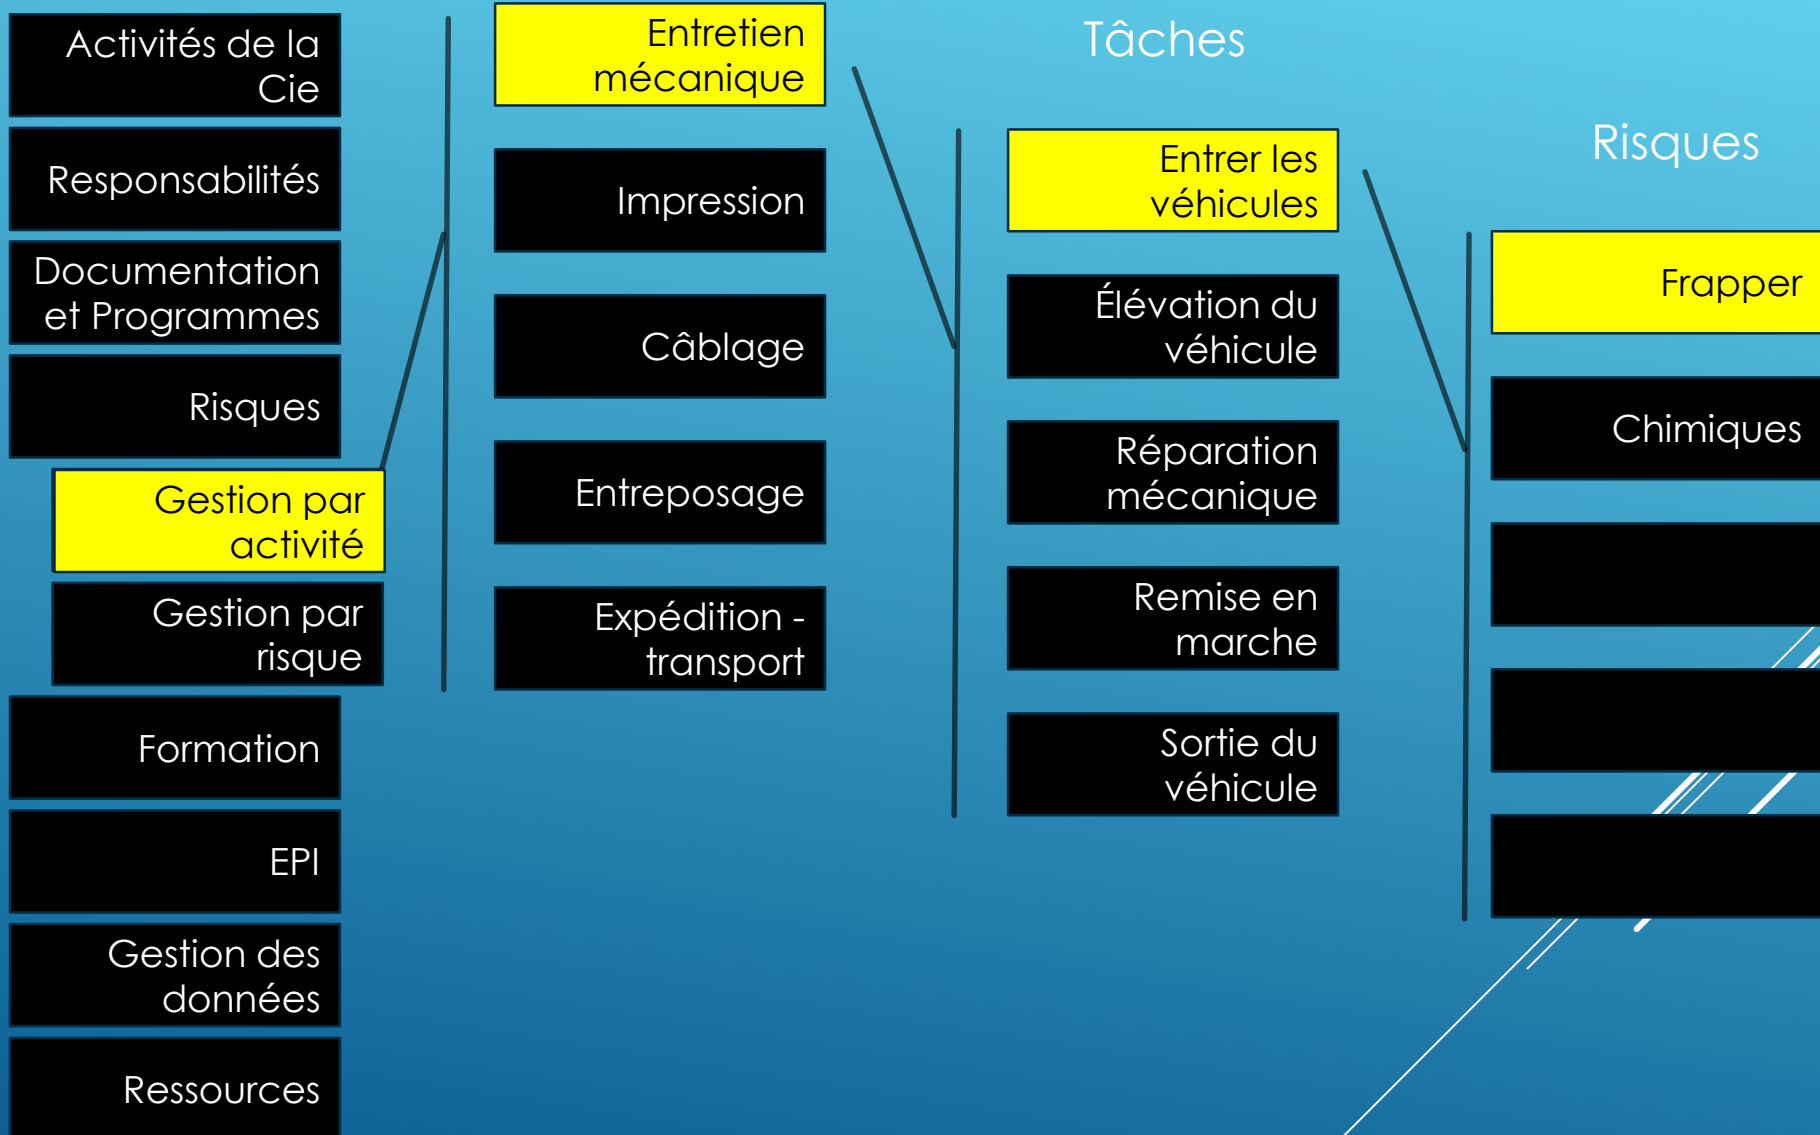 Activités de la
Cie
Responsabilités
Documentation
et Programmes
Risques
Gestion par
activité
Gestion par
risque
Formation
EPI
Gestion des
données
Ressources
Entretien
mécanique
Impression
Câblage
Entreposage
Expédition -
transport
Tâches
Entrer les
véhicules
Élévation du
véhicule
Réparation
mécanique
Remise en
marche
Sortie du
véhicule
Risques
Frapper
Chimiques